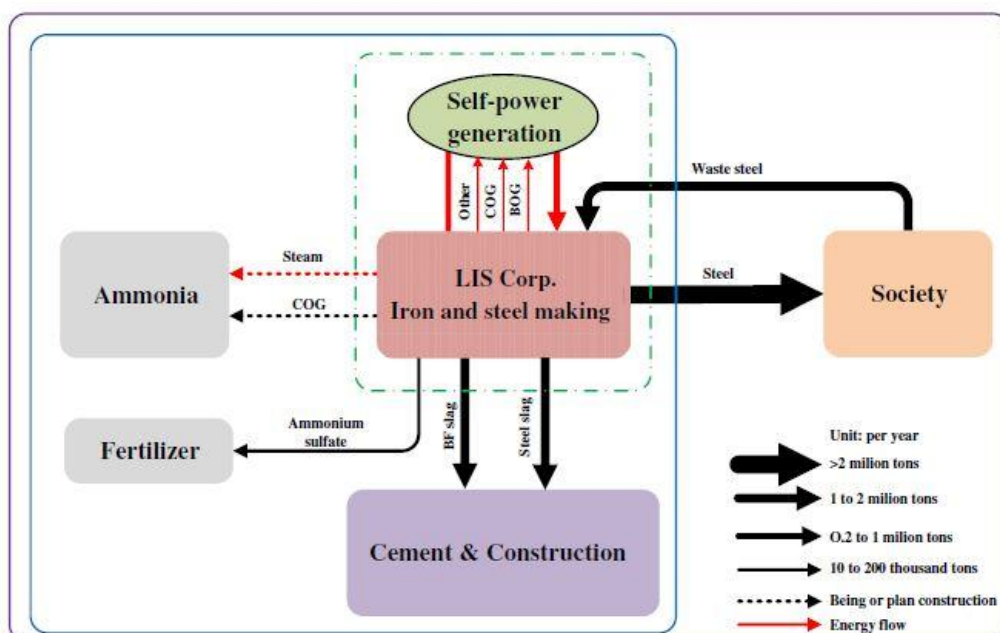 Self-power
generation
Other
COG
BOG
Waste steel
Steam
COG
Ammonia
LIS Corp.
Iron and steel making
Steel
Society
Ammonium
sulfate
Fertilizer
BF slag
Steel slag
Cement & Construction
Unit: per year
>2 milion tons
1 to 2 milion tons
O.2 to 1 milion tons
10 to 200 thousand tons
Being or plan construction
Energy flow